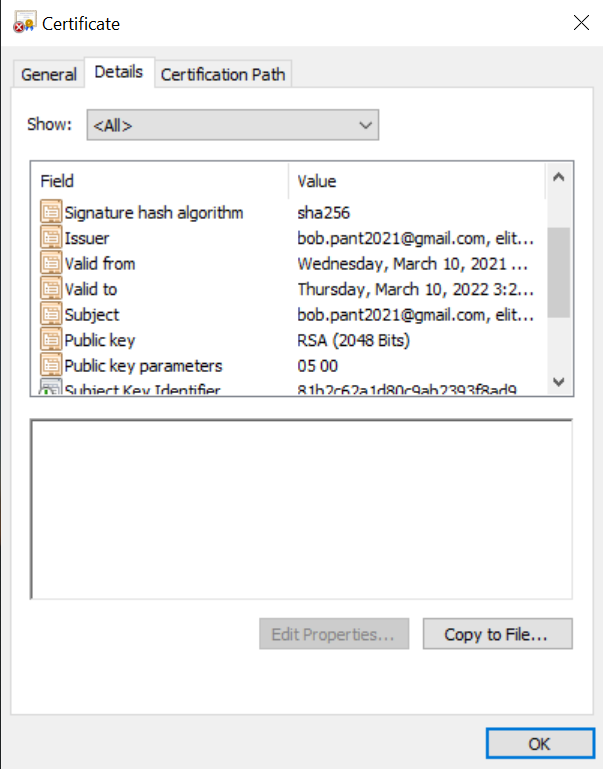 Certificate
General Details Certification Path
Show: <All>
Field Value
Signature hash algorithm sha256
Issuer bob.pant2021@gmail.com, elit...
Valid from Wednesday, March 10, 2021 ...
Valid to Thursday, March 10, 2022 3:2...
Subject bob.pant2021@gmail.com, elit...
Public key RSA (2048 Bits)
Public key parameters 05 00
Subject Key Identifier 81b2c62a1d80c9ab2393f8ad9
Edit Properties... Copy to File...
OK